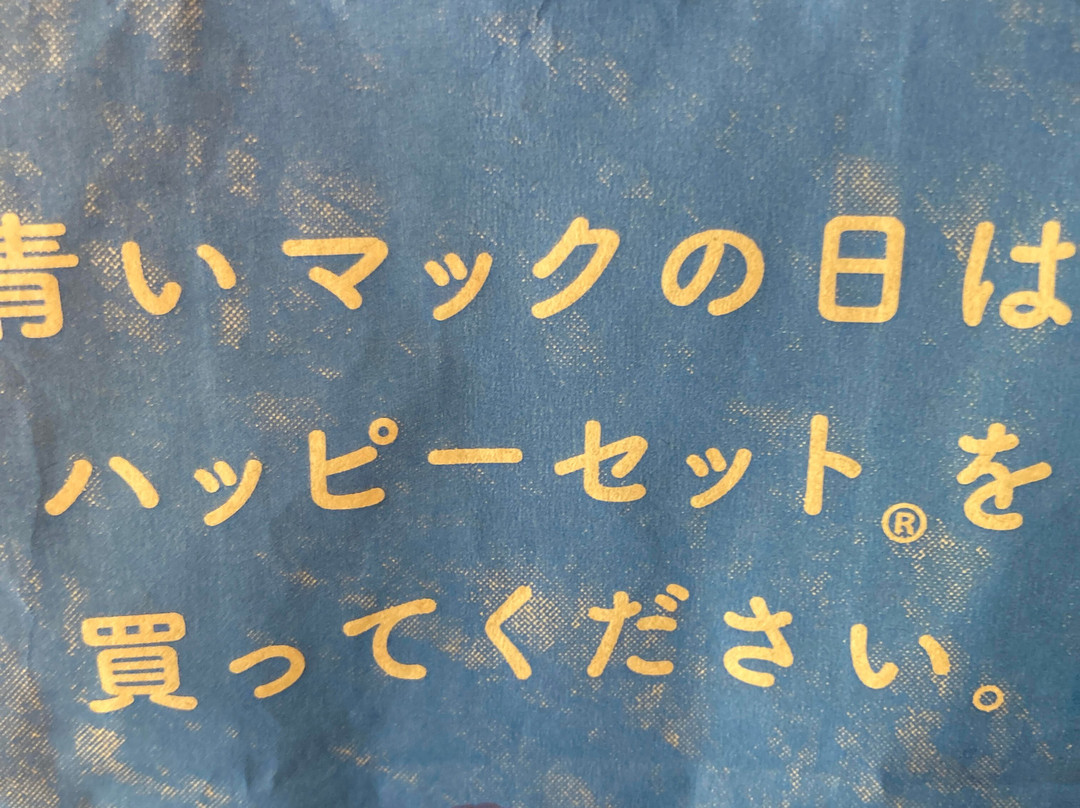 青いマックの日は
ハッピーセット®を
買ってください。